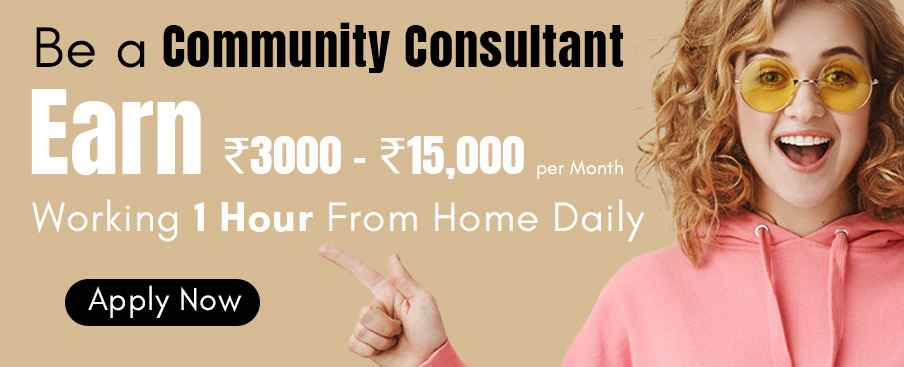 Be a Community Consultant
Earn ₹3000 - ₹15,000 per Month
Working 1 Hour From Home Daily
Apply Now